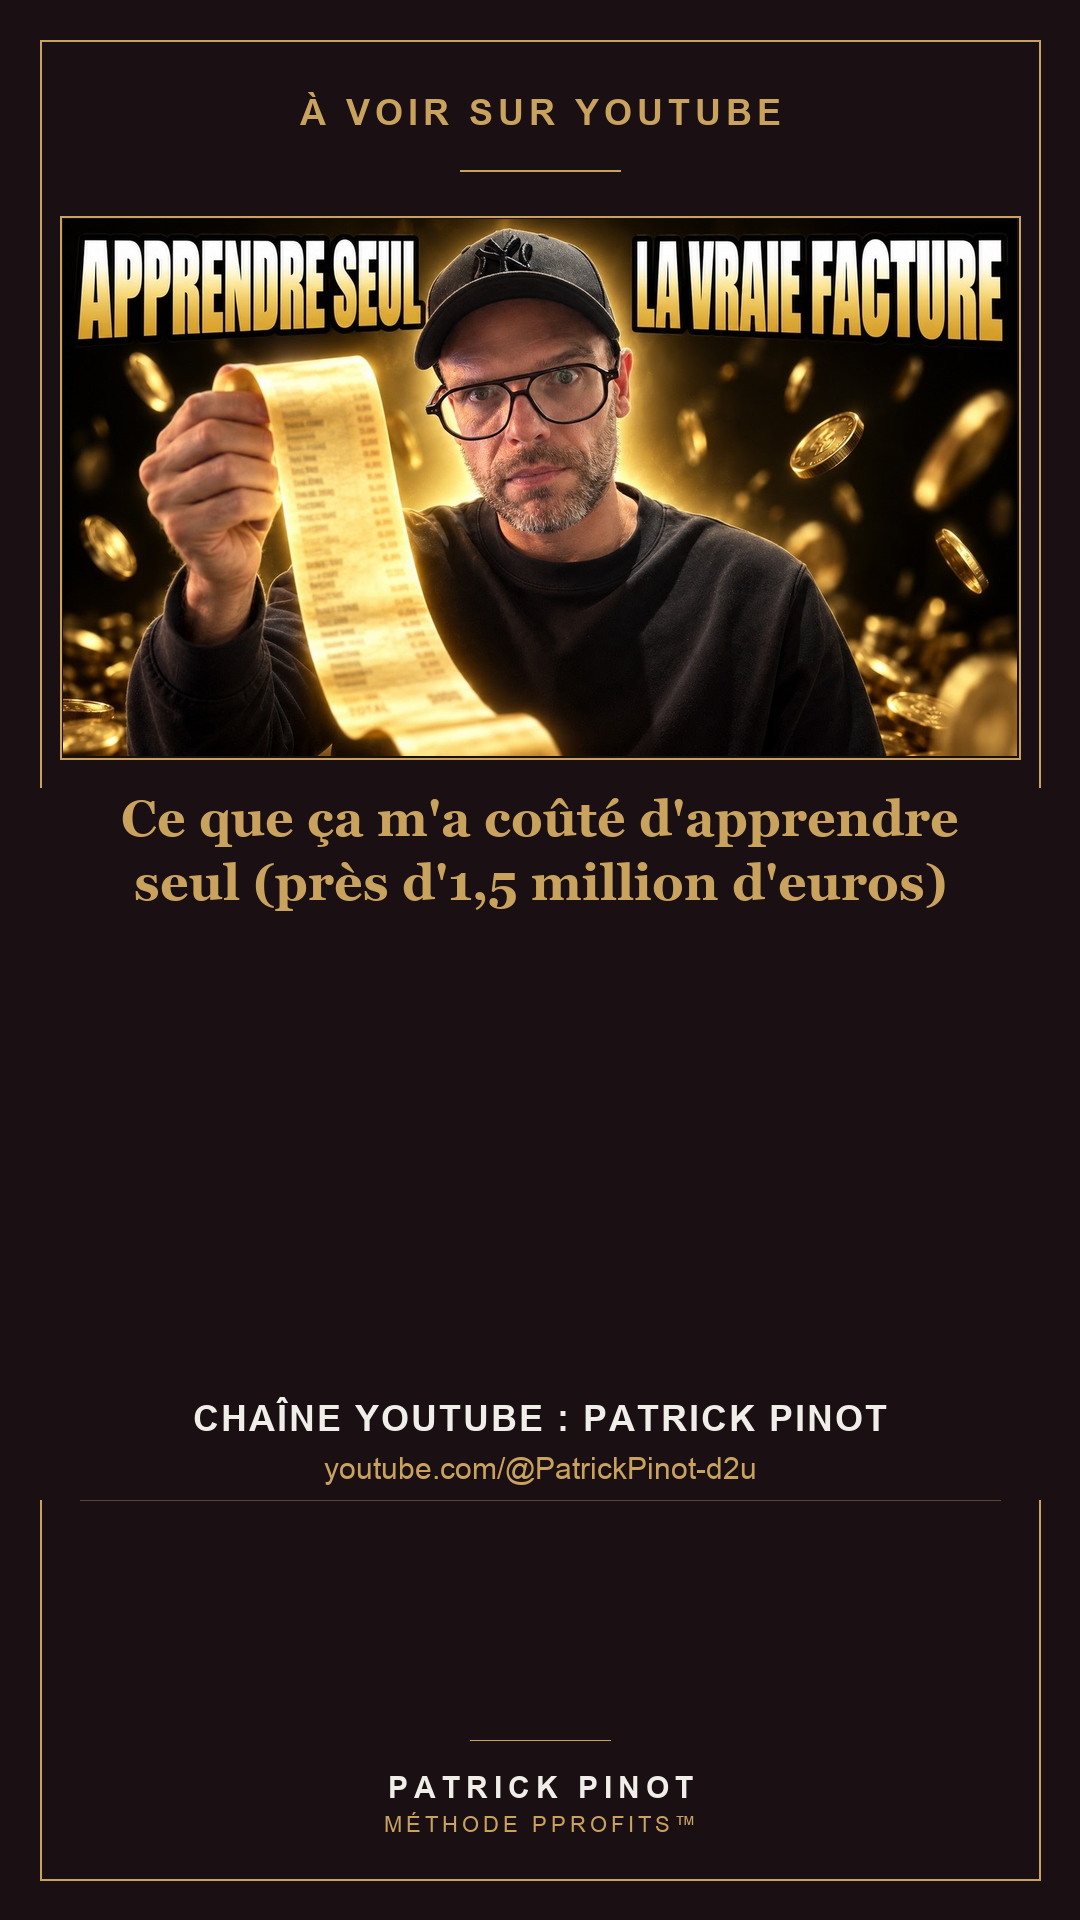 À VOIR SUR YOUTUBE
APPRENDRE SEUL
LA VRAIE FACTURE
TOTAL
Ce que ça m'a coûté d'apprendre
seul (près d'1,5 million d'euros)
CHAÎNE YOUTUBE : PATRICK PINOT
youtube.com/@PatrickPinot-d2u
PATRICK PINOT
MÉTHODE PPROFITS™